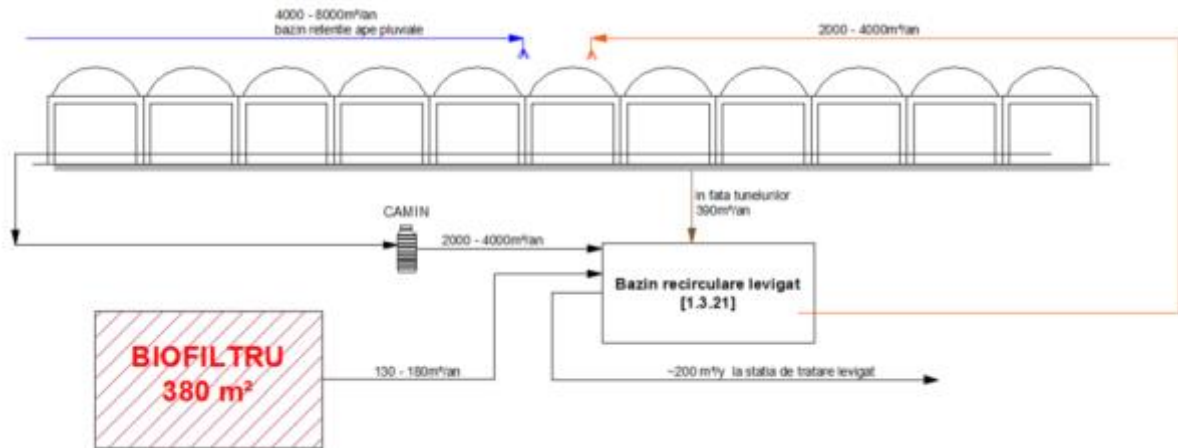 4000 - 8000m³/an
bazin retentie ape pluviale
2000 - 4000m³/an
in fata tunelurilor
390m³/an
CAMIN
2000 - 4000m³/an
Bazin recirculare levigat
[1.3.21]
BIOFILTRU
380 m²
130 - 180m³/an
~200 m³/y la statia de tratare levigat